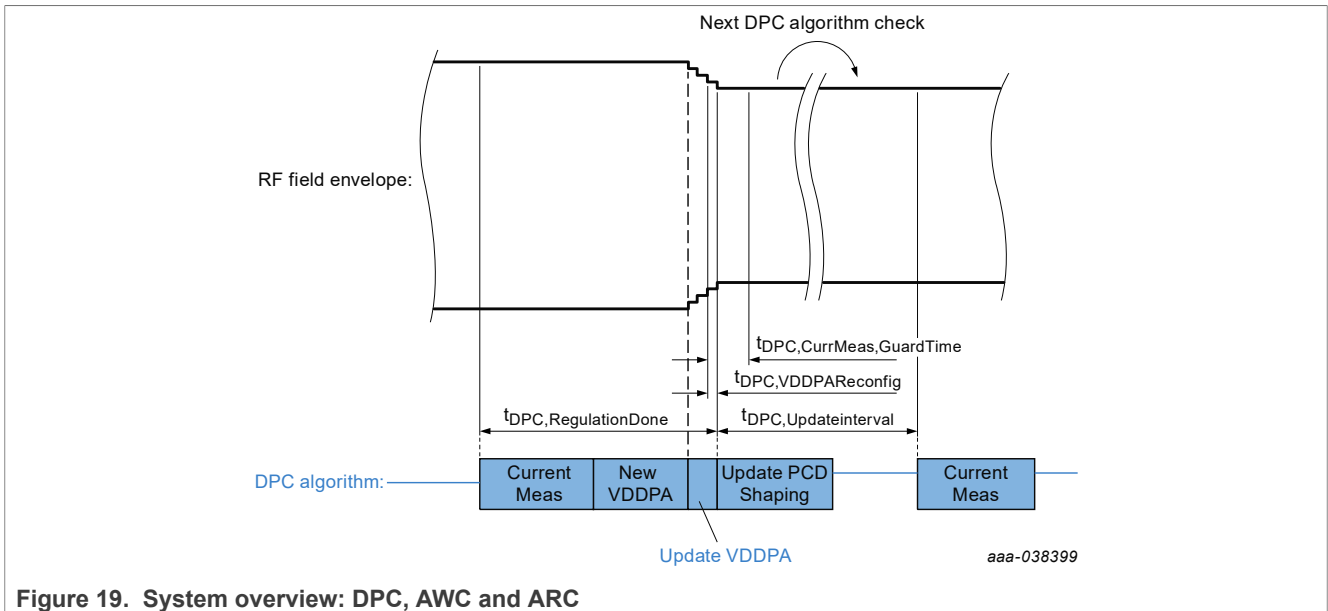 Next DPC algorithm check
RF field envelope:
tDPC,CurrMeas,GuardTime
tDPC,VDDPAReconfig
tDPC,RegulationDone
tDPC,Updateinterval
DPC algorithm:
Current
Meas
New
VDDPA
Update PCD
Shaping
Current
Meas
Update VDDPA
aaa-038399
Figure 19. System overview: DPC, AWC and ARC